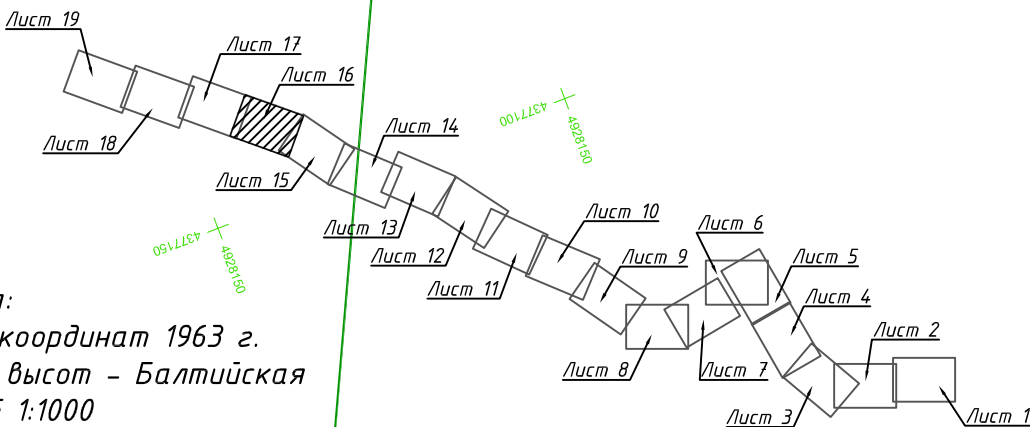 Лист 19
Лист 17
Лист 16
Лист 18
Лист 15
Лист 14
Лист 13
Лист 12
Лист 11
Лист 10
Лист 9
Лист 8
Лист 7
Лист 6
Лист 5
Лист 4
Лист 3
Лист 2
Лист 1
4377100
4928150
4377150
4928150
координат 1963 г.
высот - Балтийская
1:1000